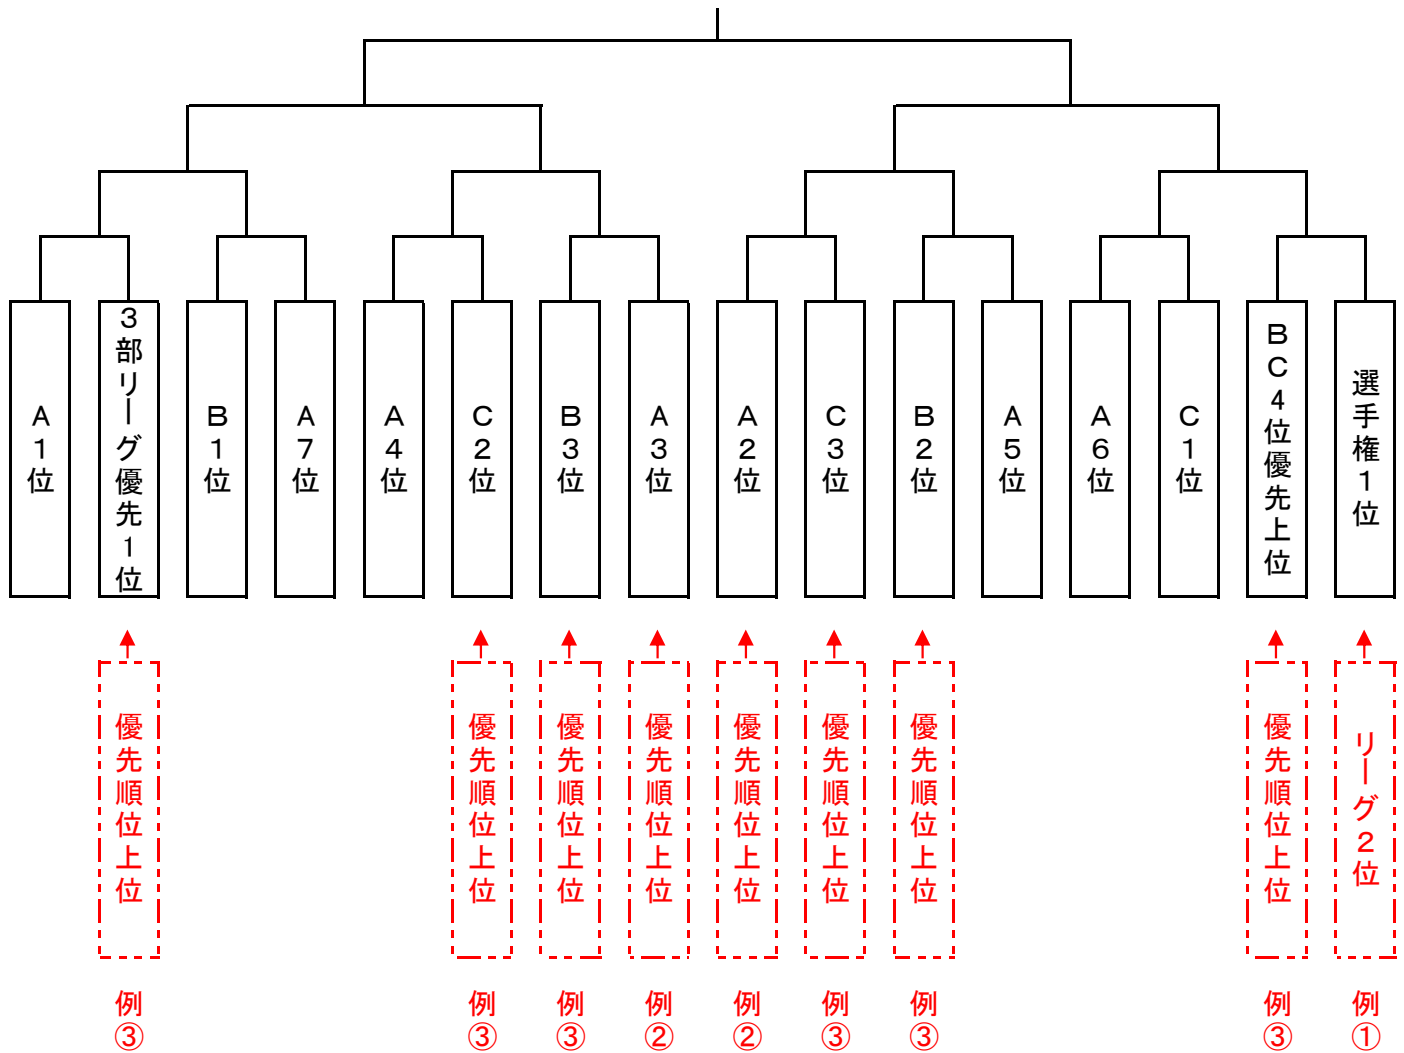 A1位
3部リーグ優先1位
B1位
A7位
A4位
C2位
B3位
A3位
A2位
C3位
B2位
A5位
A6位
C1位
BC4位優先上位
選手権1位
優先順位上位
優先順位上位
優先順位上位
優先順位上位
優先順位上位
優先順位上位
優先順位上位
優先順位上位
リーグ2位
例③
例③
例③
例②
例②
例③
例③
例③
例①